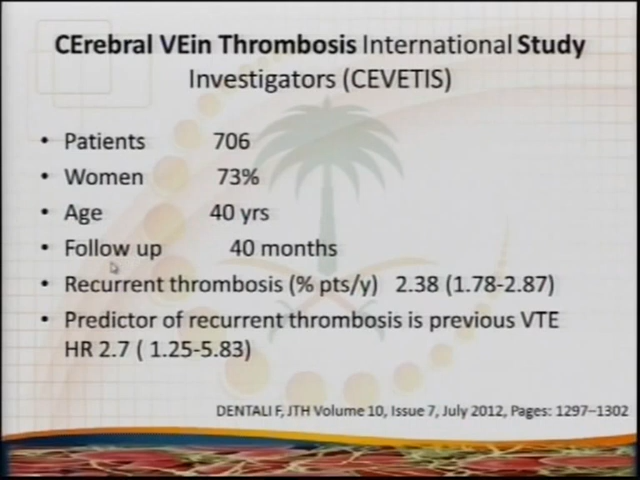 CErebral VEin Thrombosis International Study
Investigators (CEVETIS)
• Patients 706
• Women 73%
• Age 40 yrs
• Follow up 40 months
• Recurrent thrombosis (% pts/y) 2.38 (1.78-2.87)
• Predictor of recurrent thrombosis is previous VTE
HR 2.7 ( 1.25-5.83)
DENTALI F, JTH Volume 10, Issue 7, July 2012, Pages: 1297–1302